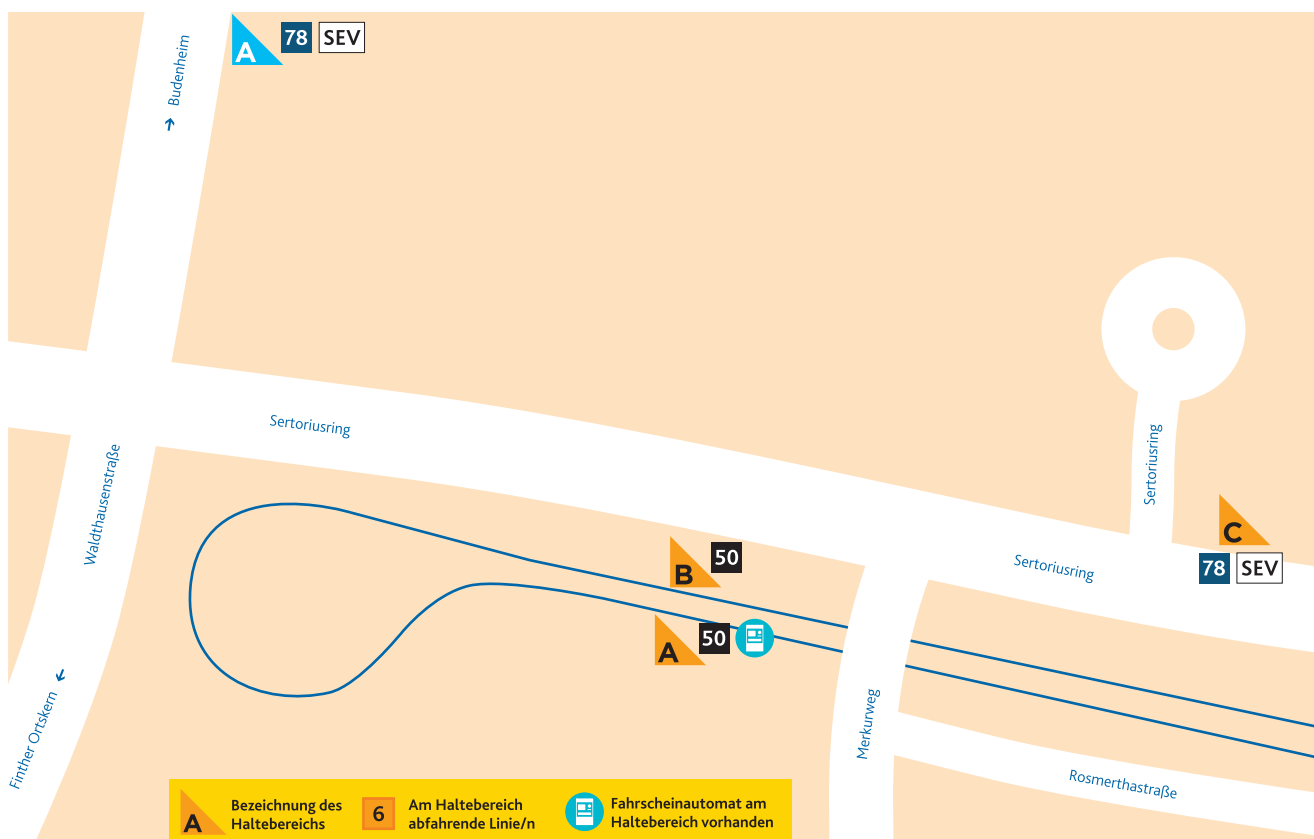 A 78 SEV
Budenheim
Sertoriusring
Sertoriusring
Waldthausenstraße
C
78 SEV
Sertoriusring
B 50
A 50
Finther Ortskern
Merkurweg
Rosmerthastraße
A
Bezeichnung des
Haltebereichs
6
Am Haltebereich
abfahrende Linie/n
Fahrscheinautomat am
Haltebereich vorhanden